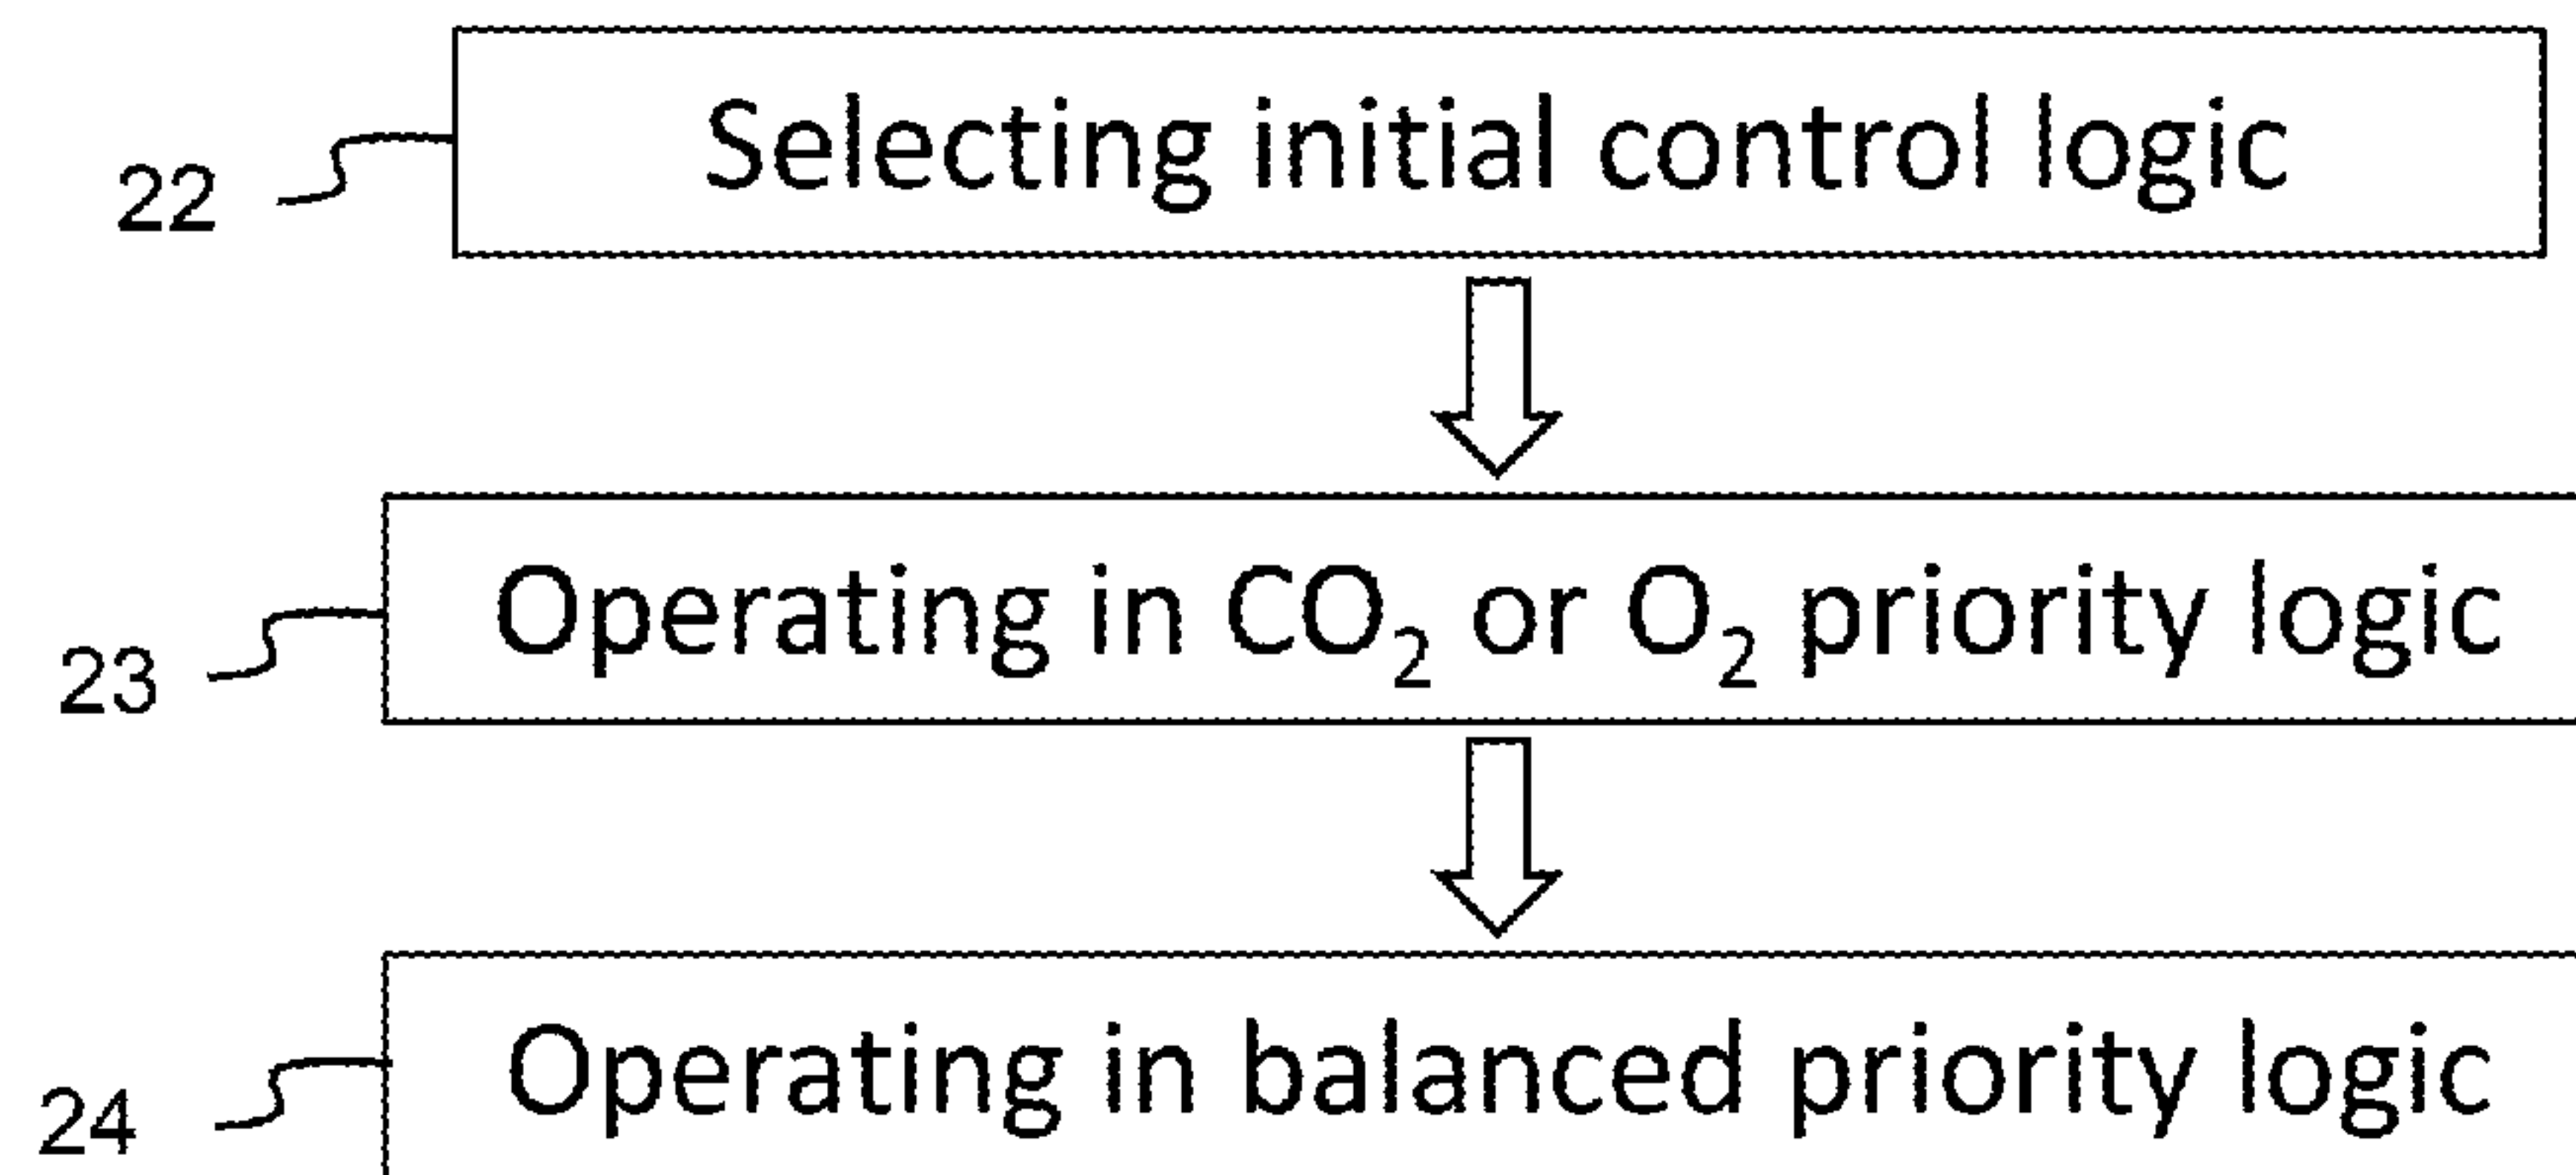 Selecting initial control logic
22
Operating in CO₂ or O₂ priority logic
23
Operating in balanced priority logic
24